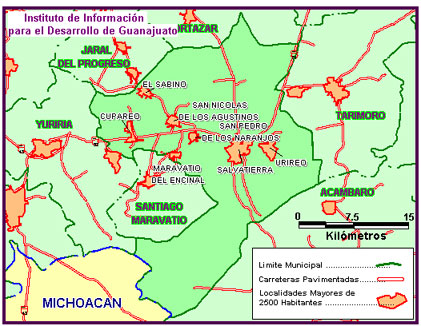 Instituto de Información
para el Desarrollo de Guanajuato
CORTAZAR
JARAL
DEL PROGRESO
EL SABINO
SAN NICOLAS
DE LOS AGUSTINOS
CUPAREO
SAN PEDRO
DE LOS NARANJOS
TARIMORO
YURIRIA
URIREO
MARAVATIO
DEL ENCINAL
SALVATIERRA
SANTIAGO
MARAVATIO
ACAMBARO
0 7.5 15
Kilómetros
MICHOACAN
Limite Municipal
Carreteras Pavimentadas
Localidades Mayores de
2500 Habitantes